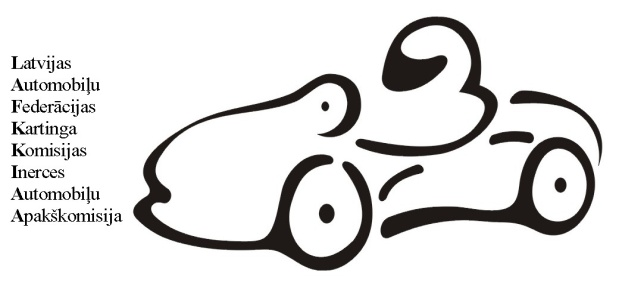 Latvijas
Automobiļu
Federācijas
Kartinga
Komisijas
Inerces
Automobiļu
Apakškomisija